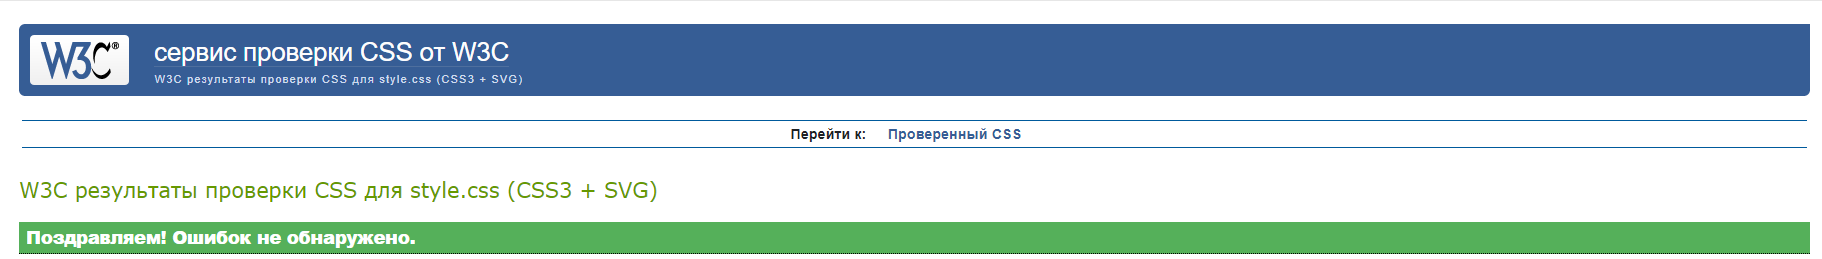 W3C®
сервис проверки CSS от W3C
W3C результаты проверки CSS для style.css (CSS3 + SVG)
Перейти к: Проверенный CSS
W3C результаты проверки CSS для style.css (CSS3 + SVG)
Поздравляем! Ошибок не обнаружено.